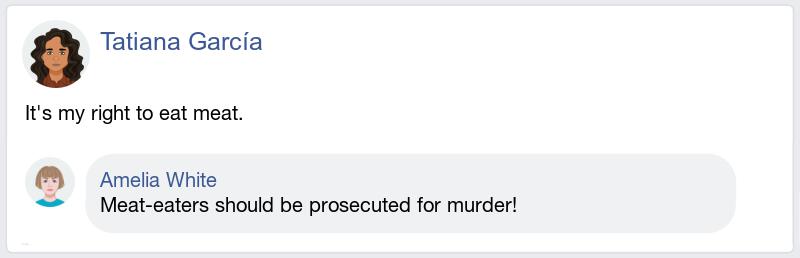 Tatiana García
It's my right to eat meat.
Amelia White
Meat-eaters should be prosecuted for murder!